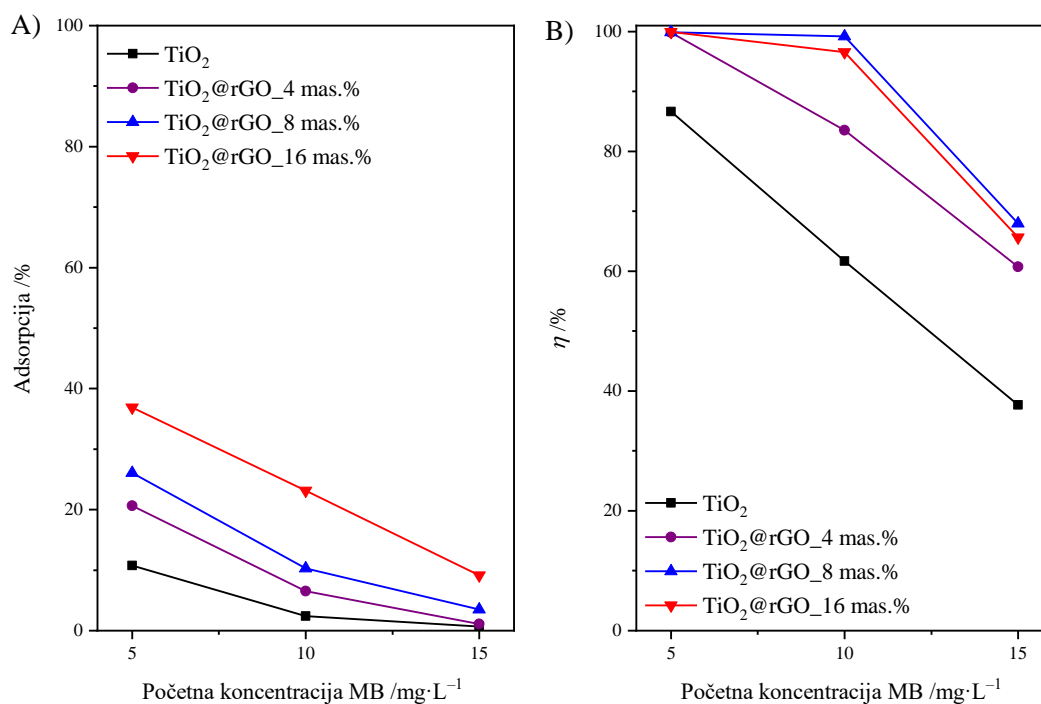 A)
100
80
60
40
20
0
Adsorpcija /%
TiO₂
TiO₂@rGO_4 mas.%
TiO₂@rGO_8 mas.%
TiO₂@rGO_16 mas.%
5
10
15
Početna koncentracija MB /mg·L⁻¹
B)
100
80
60
40
20
0
η /%
TiO₂
TiO₂@rGO_4 mas.%
TiO₂@rGO_8 mas.%
TiO₂@rGO_16 mas.%
5
10
15
Početna koncentracija MB /mg·L⁻¹